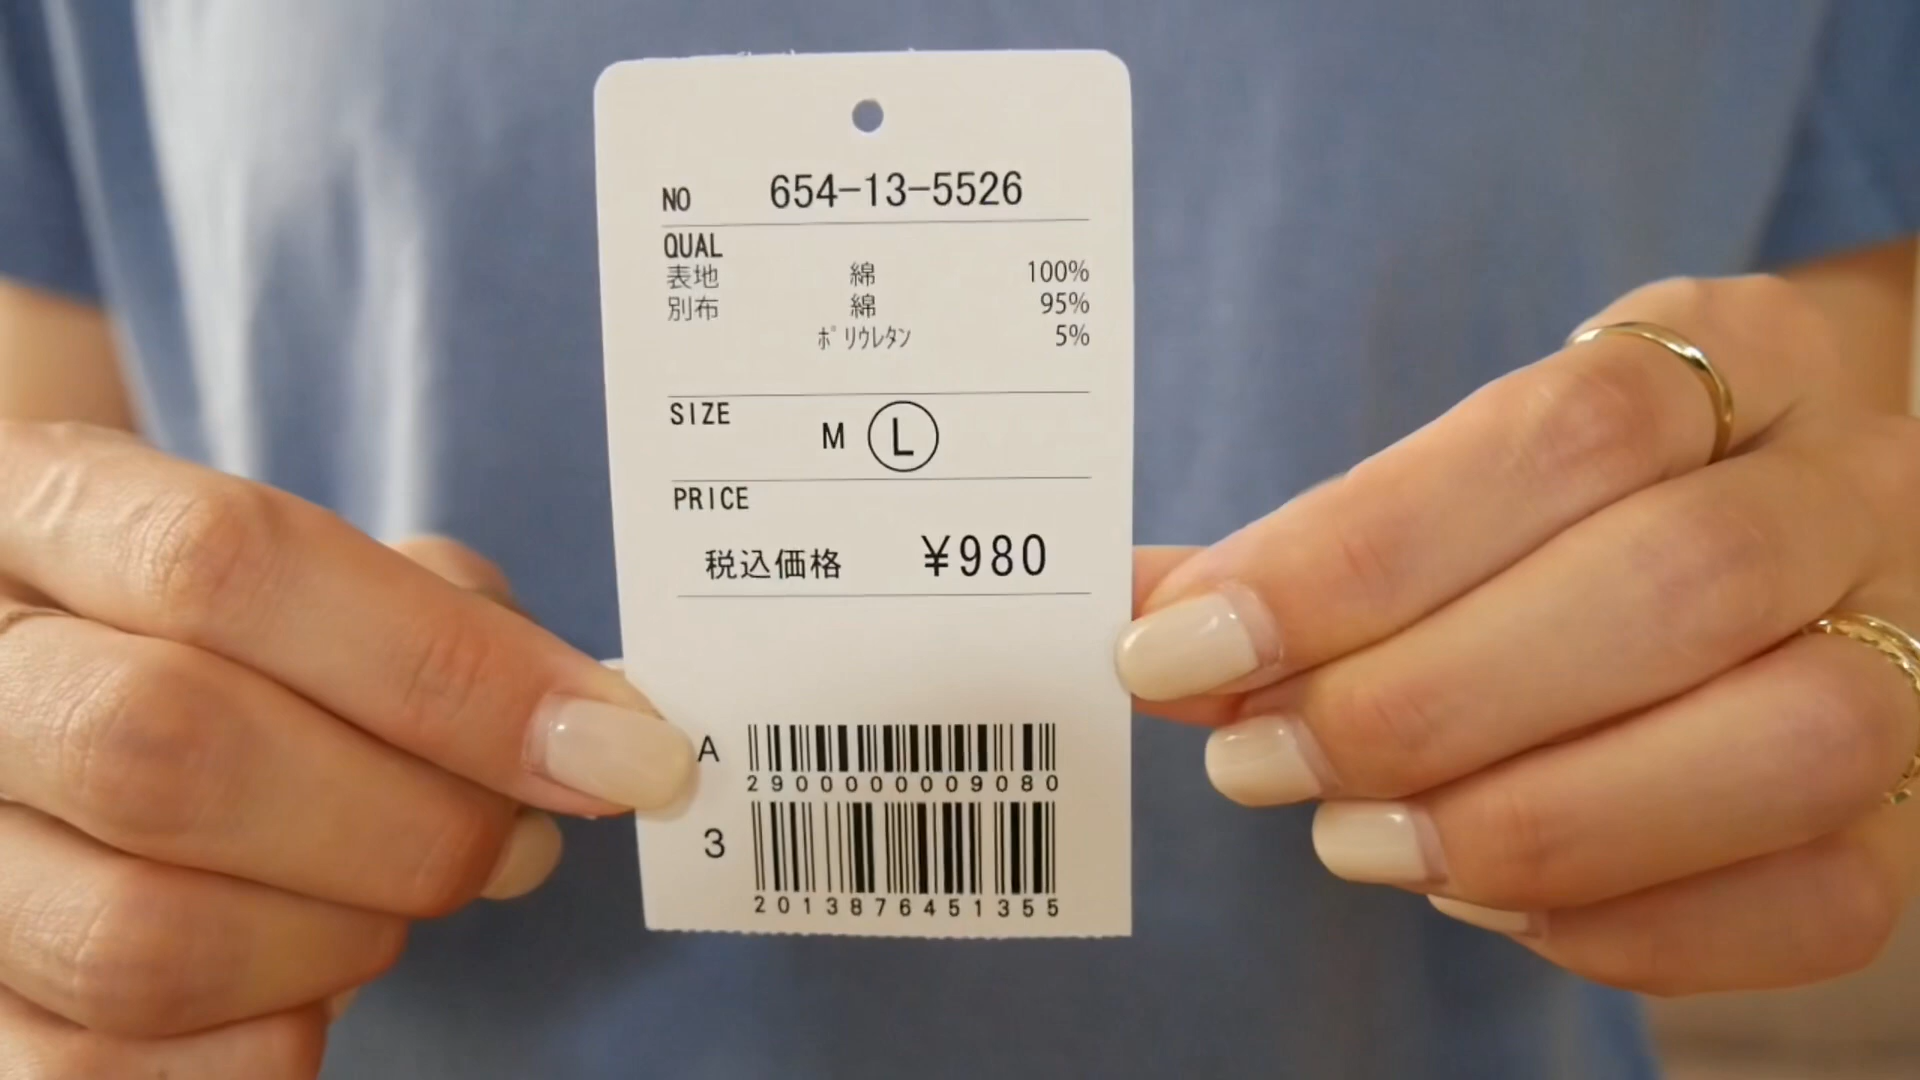 NO 654-13-5526
QUAL
表地 綿 100%
別布 綿 95%
ﾎﾟﾘｳﾚﾀﾝ 5%
SIZE M L
PRICE
税込価格 ¥980
A
2900000009080
3
2013876451355